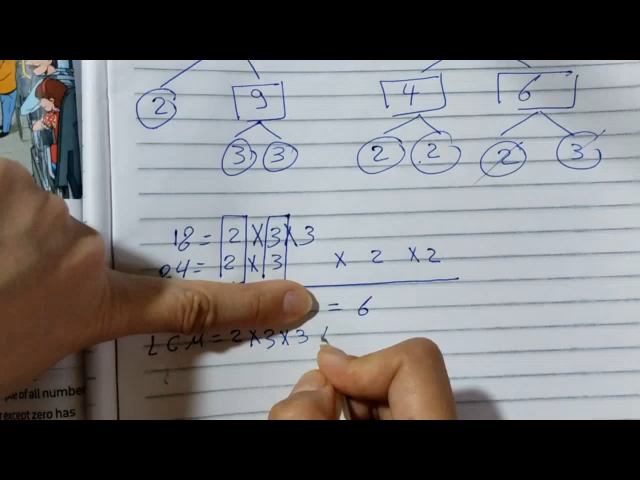 2 9 4 6
3 3 2 2 2 3
18 = 2 X 3 X 3
24 = 2 x 3 x 2 x 2
= 6
LCM = 2 X 3 X 3
of all number
except zero has